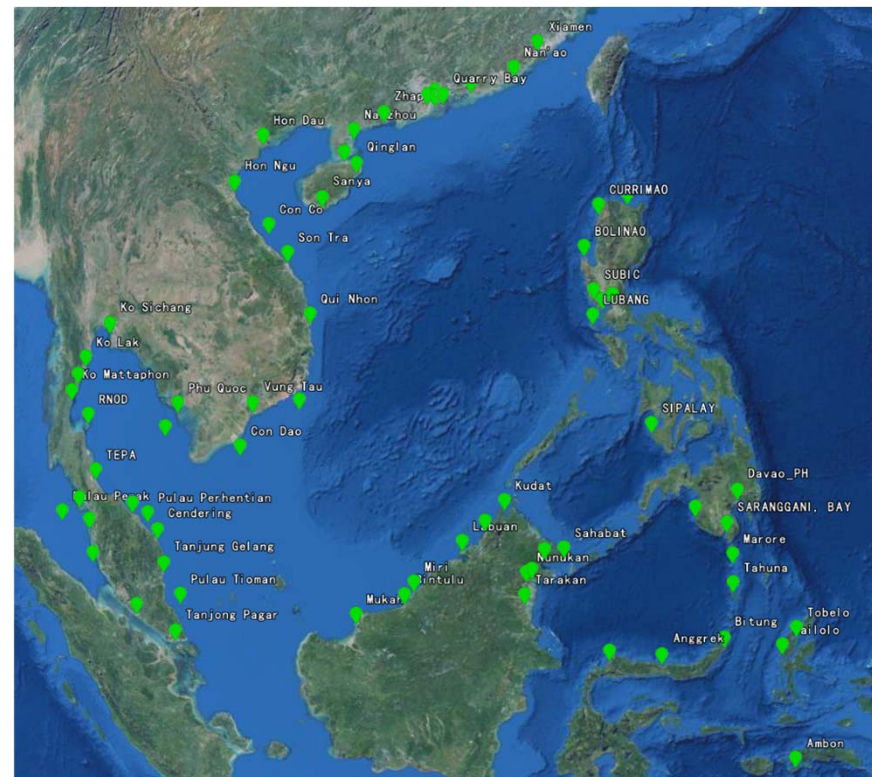 Xiamen
Nan'ao
Quarry Bay
Zhap
Hon Dau
Qinglan
Hon Ngu
Sanya
Con Co
CURRIMAO
Son Tra
BOLINAO
SUBIC
Qui Nhon
LUBANG
Ko Sichang
Ko Lak
Ko Mattaphon
Phu Quoc
Vung Tau
RNOD
SIPALAY
Con Dao
TEPA
Davao_PH
Kudat
Pulau Perhentian
SARANGGANI. BAY
Cendering
Labuan
Marore
Tanjung Gelang
Sahabat
Nunukan
Miri
Tahuna
Tarakan
Pulau Tioman
Mukah
Tobelo
Tanjong Pagar
Bitung
Anggrek
Ambon